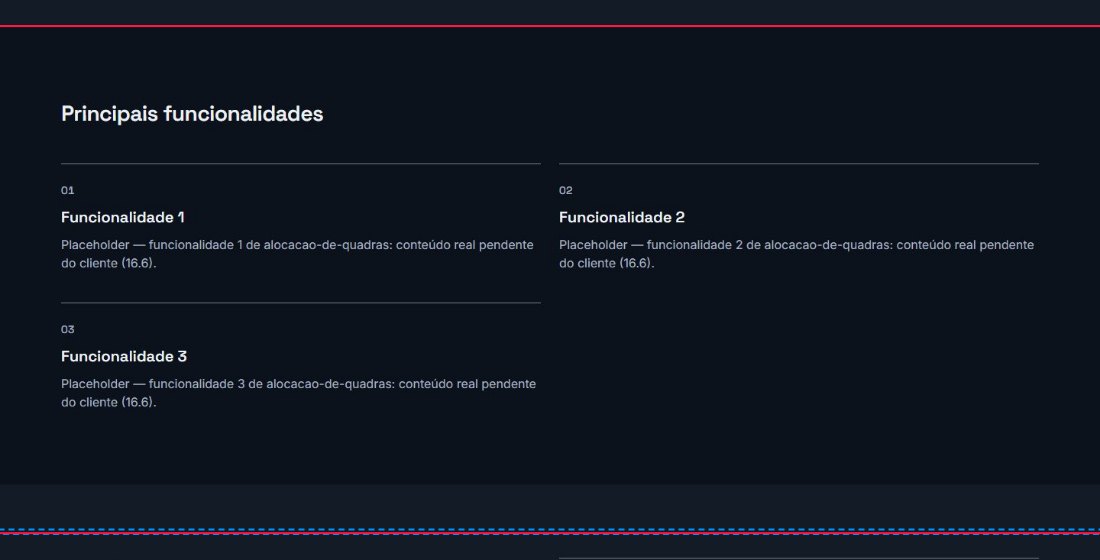 Principais funcionalidades
01
Funcionalidade 1
Placeholder — funcionalidade 1 de alocacao-de-quadras: conteúdo real pendente
do cliente (16.6).
02
Funcionalidade 2
Placeholder — funcionalidade 2 de alocacao-de-quadras: conteúdo real pendente
do cliente (16.6).
03
Funcionalidade 3
Placeholder — funcionalidade 3 de alocacao-de-quadras: conteúdo real pendente
do cliente (16.6).